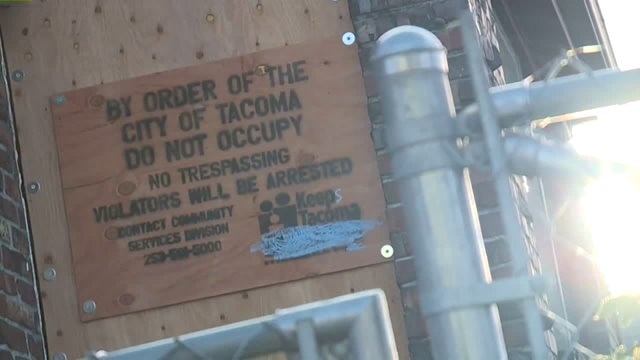 BY ORDER OF THE
CITY OF TACOMA
DO NOT OCCUPY
NO TRESPASSING
VIOLATORS WILL BE ARRESTED
CONTACT COMMUNITY
SERVICES DIVISION
Keep
Tacoma